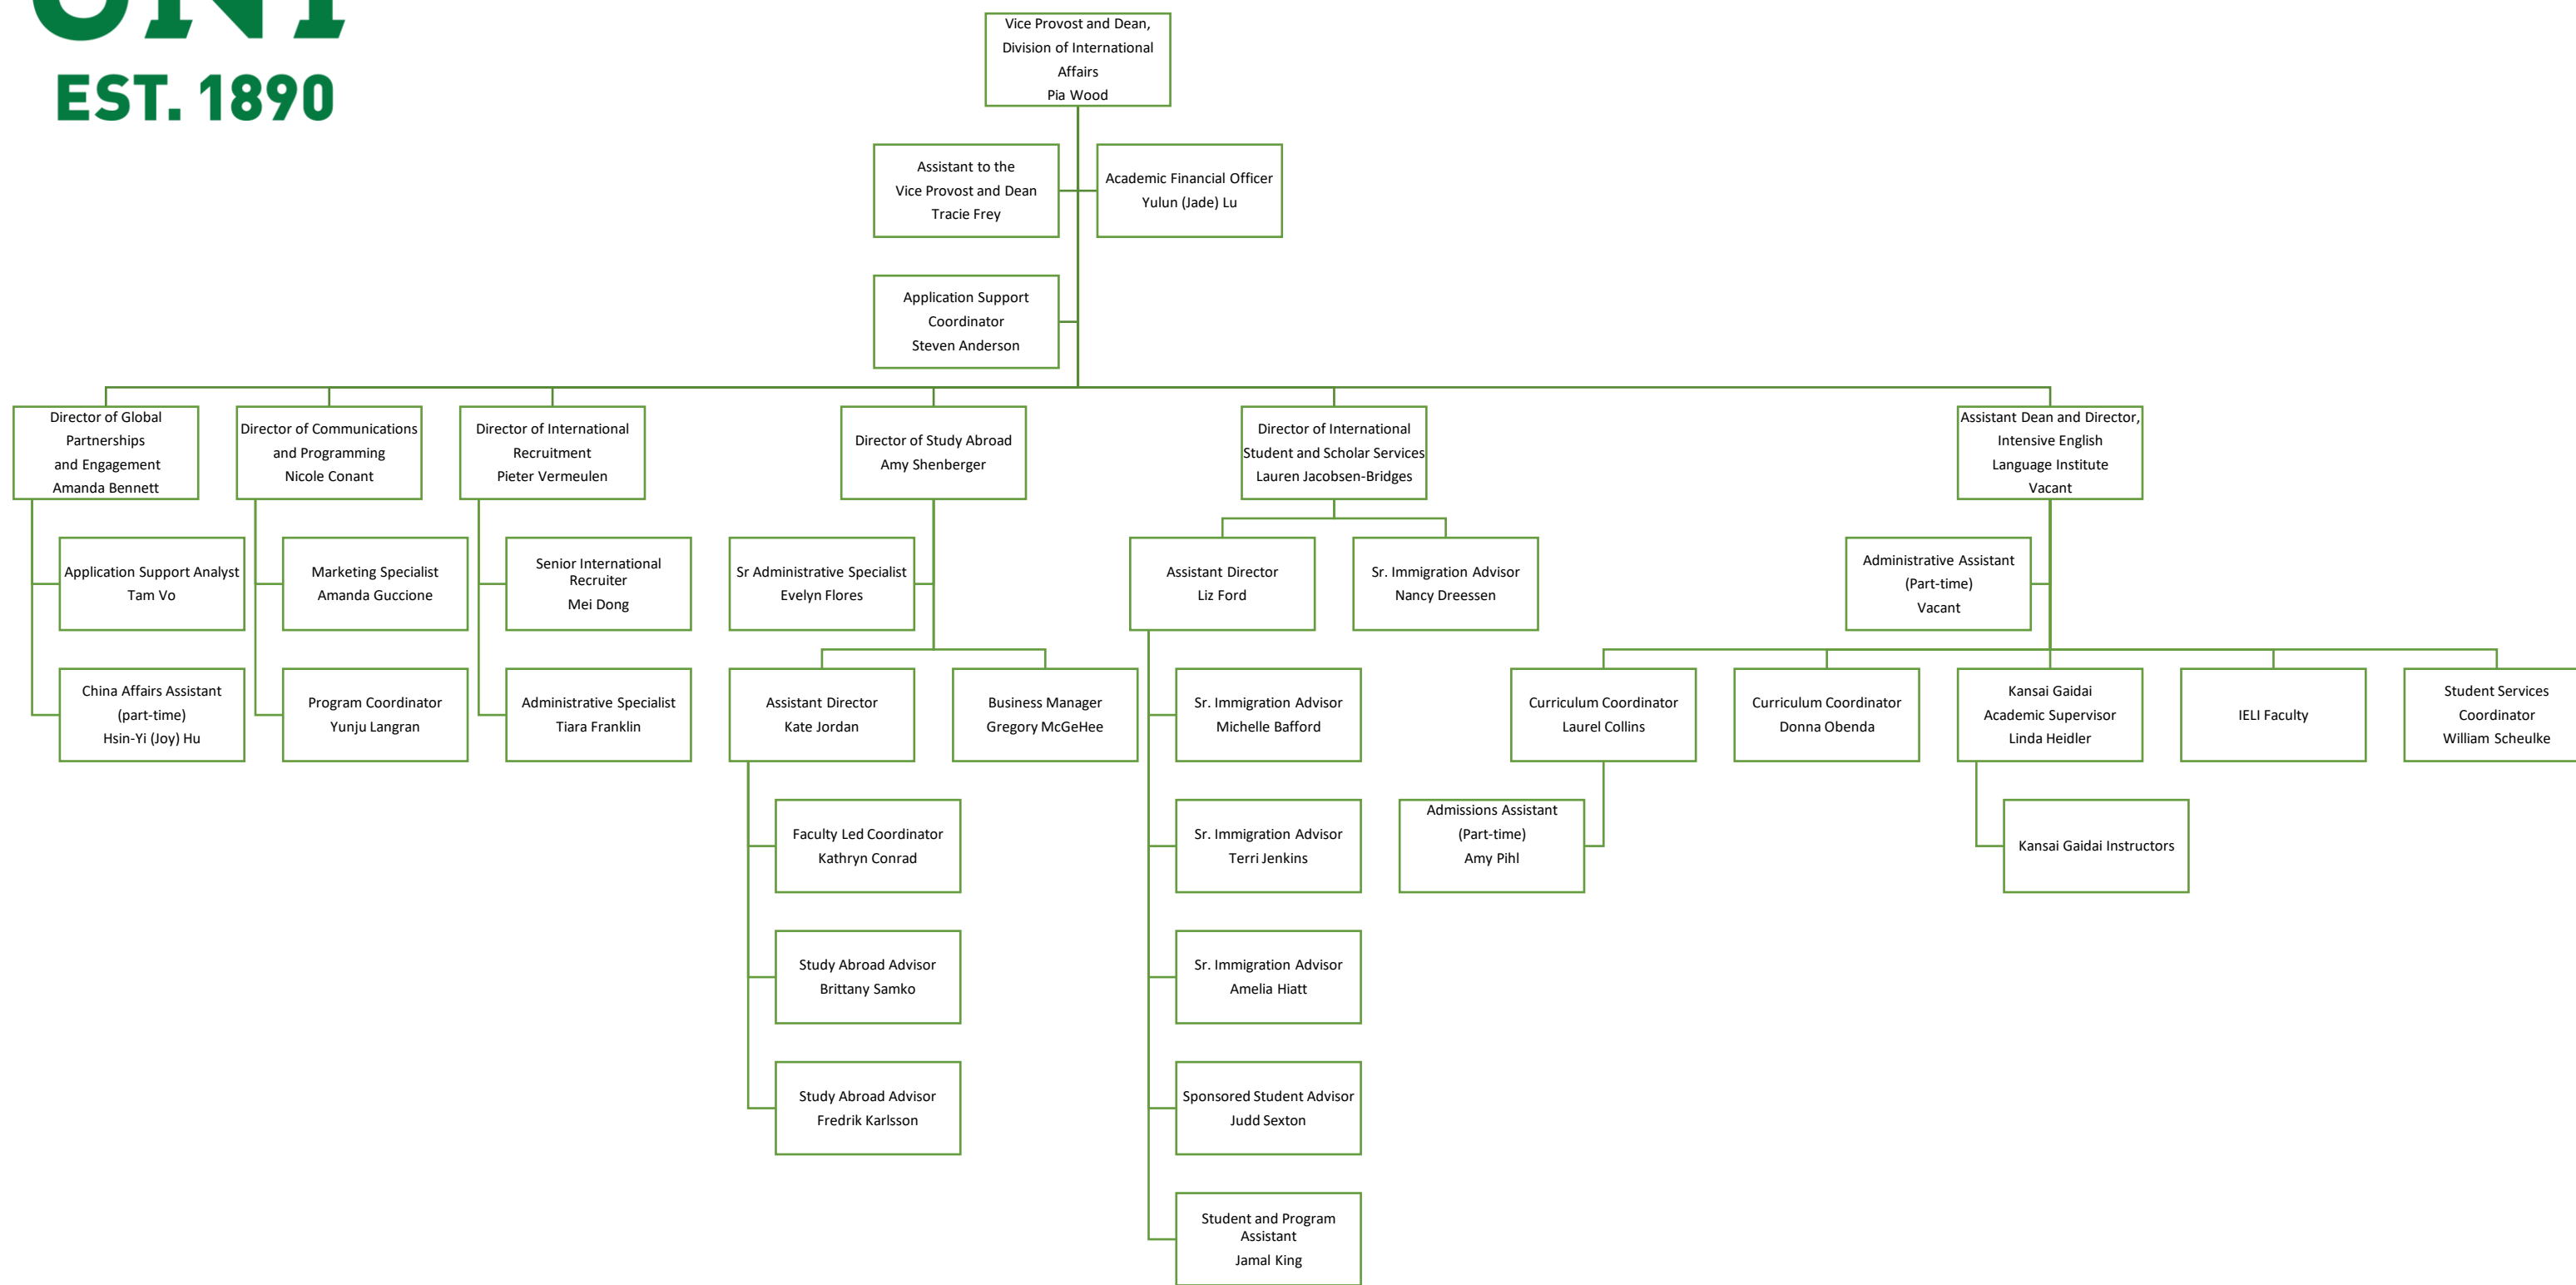 EST. 1890
Vice Provost and Dean,
Division of International
Affairs
Pia Wood
Assistant to the
Vice Provost and Dean
Tracie Frey
Academic Financial Officer
Yulun (Jade) Lu
Application Support
Coordinator
Steven Anderson
Director of Global
Partnerships
and Engagement
Amanda Bennett
Director of Communications
and Programming
Nicole Conant
Director of International
Recruitment
Pieter Vermeulen
Director of Study Abroad
Amy Shenberger
Director of International
Student and Scholar Services
Lauren Jacobsen-Bridges
Assistant Dean and Director,
Intensive English
Language Institute
Vacant
Application Support Analyst
Tam Vo
Marketing Specialist
Amanda Guccione
Senior International
Recruiter
Mei Dong
Sr Administrative Specialist
Evelyn Flores
Assistant Director
Liz Ford
Sr. Immigration Advisor
Nancy Dreessen
Administrative Assistant
(Part-time)
Vacant
China Affairs Assistant
(part-time)
Hsin-Yi (Joy) Hu
Program Coordinator
Yunju Langran
Administrative Specialist
Tiara Franklin
Assistant Director
Kate Jordan
Business Manager
Gregory McGeHee
Sr. Immigration Advisor
Michelle Bafford
Curriculum Coordinator
Laurel Collins
Curriculum Coordinator
Donna Obenda
Kansai Gaidai
Academic Supervisor
Linda Heidler
IELI Faculty
Student Services
Coordinator
William Scheulke
Faculty Led Coordinator
Kathryn Conrad
Sr. Immigration Advisor
Terri Jenkins
Admissions Assistant
(Part-time)
Amy Pihl
Kansai Gaidai Instructors
Study Abroad Advisor
Brittany Samko
Sr. Immigration Advisor
Amelia Hiatt
Study Abroad Advisor
Fredrik Karlsson
Sponsored Student Advisor
Judd Sexton
Student and Program
Assistant
Jamal King